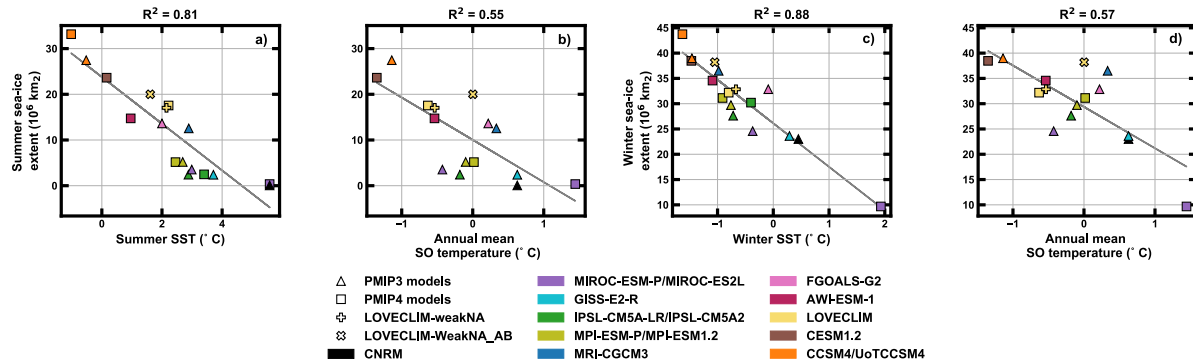 R² = 0.81
a)
Summer sea-ice
extent (10⁶ km₂)
30
20
10
0
0 2 4
Summer SST (° C)
R² = 0.55
b)
30
20
10
0
−1 0 1
Annual mean
SO temperature (° C)
R² = 0.88
c)
Winter sea-ice
extent (10⁶ km₂)
40
35
30
25
20
15
10
−1 0 1 2
Winter SST (° C)
R² = 0.57
d)
40
35
30
25
20
15
10
−1 0 1
Annual mean
SO temperature (° C)
PMIP3 models
PMIP4 models
LOVECLIM-weakNA
LOVECLIM-WeakNA_AB
CNRM
MIROC-ESM-P/MIROC-ES2L
GISS-E2-R
IPSL-CM5A-LR/IPSL-CM5A2
MPI-ESM-P/MPI-ESM1.2
MRI-CGCM3
FGOALS-G2
AWI-ESM-1
LOVECLIM
CESM1.2
CCSM4/UoTCCSM4